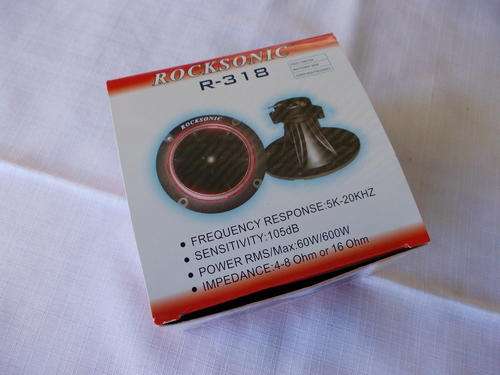 ROCKSONIC
R-318
ROCKSONIC
• FREQUENCY RESPONSE:5K-20KHZ
• SENSITIVITY:105dB
• POWER RMS/Max:60W/600W
• IMPEDANCE:4-8 Ohm or 16 Ohm